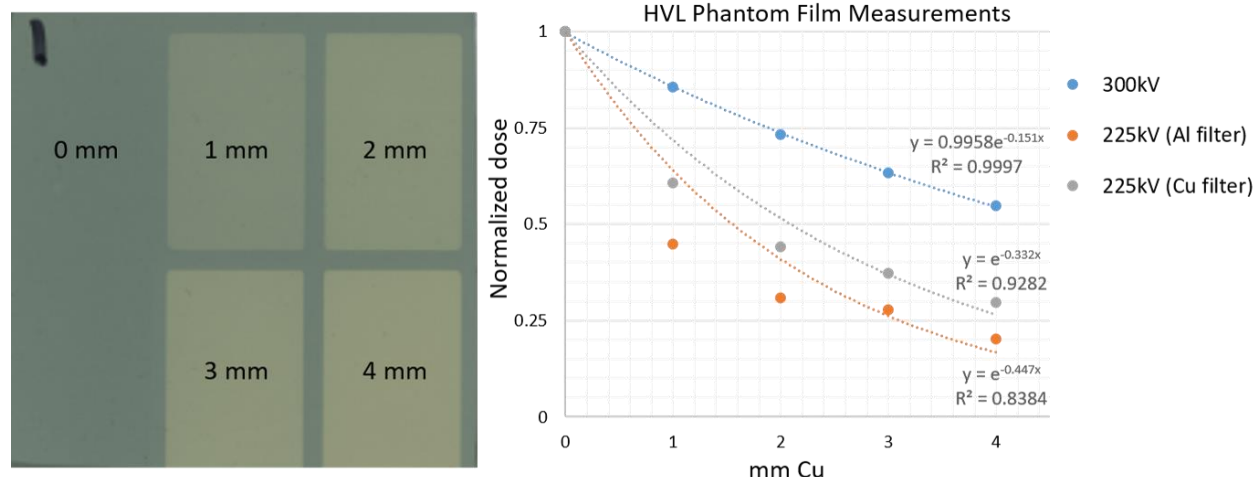 0 mm
1 mm
2 mm
3 mm
4 mm
HVL Phantom Film Measurements
Normalized dose
1
0.75
0.5
0.25
0
0 1 2 3 4
mm Cu
y = 0.9958e^-0.151x
R² = 0.9997
y = e^-0.332x
R² = 0.9282
y = e^-0.447x
R² = 0.8384
300kV
225kV (Al filter)
225kV (Cu filter)